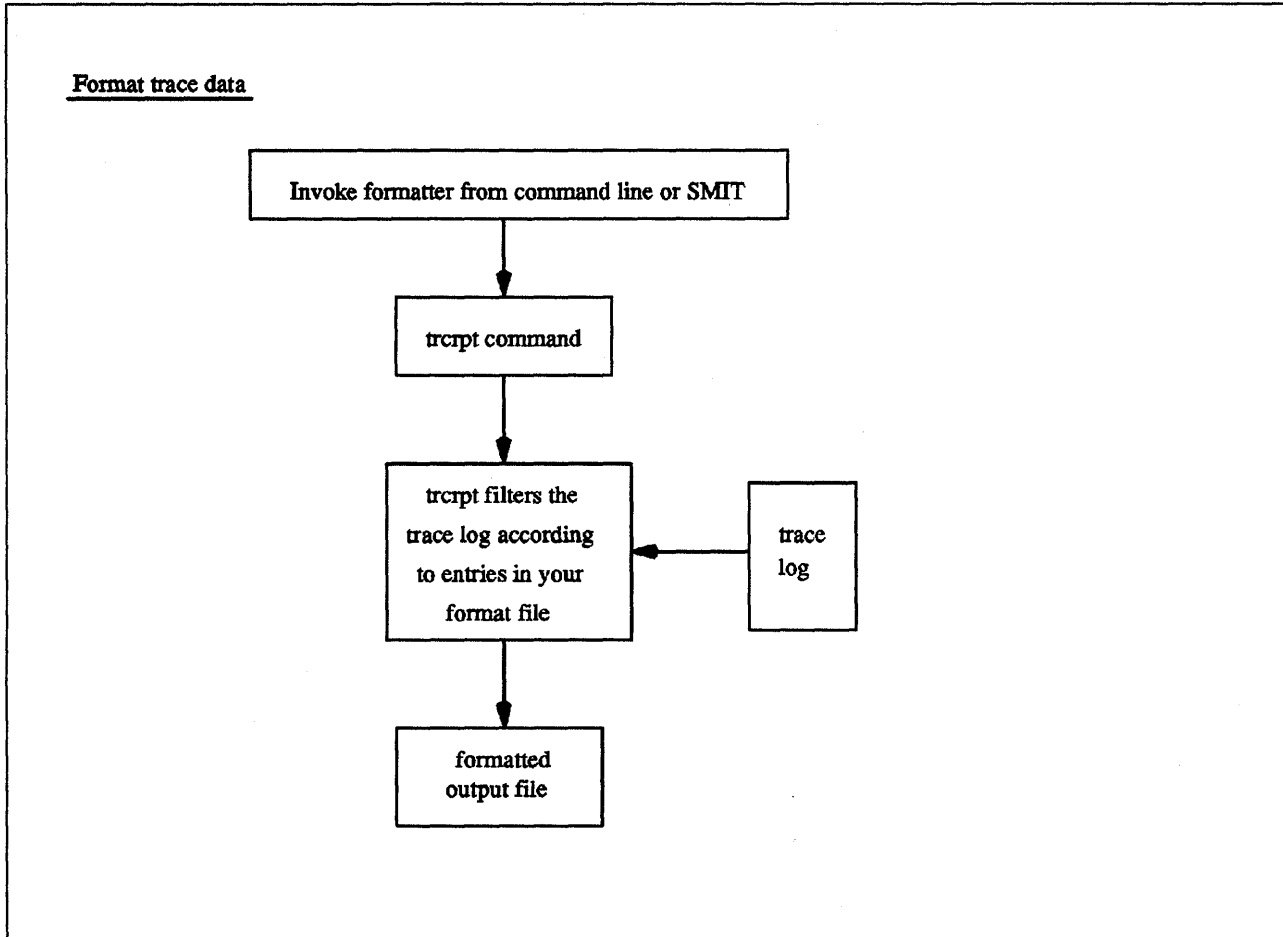 Format trace data
Invoke formatter from command line or SMIT
trcrpt command
trcrpt filters the
trace log according
to entries in your
format file
trace
log
formatted
output file